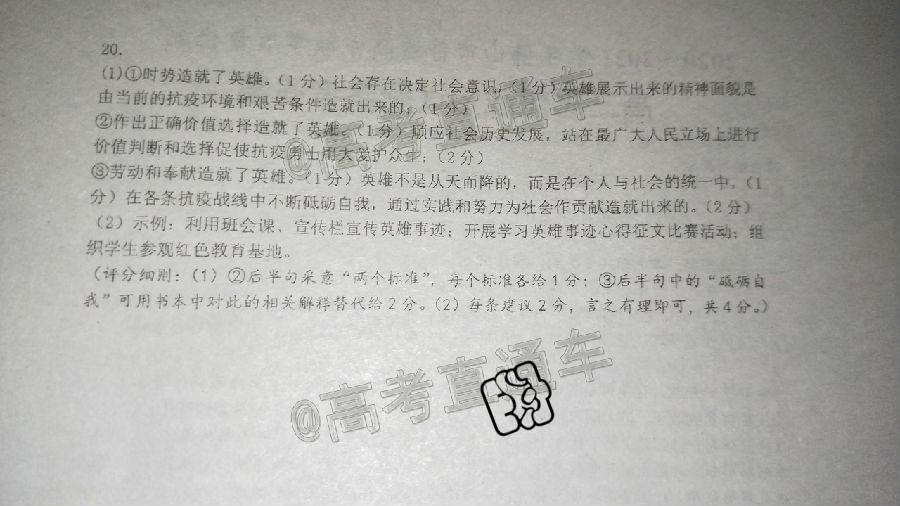 20.
(1)①时势造就了英雄。(1分)社会存在决定社会意识,(1分)英雄展示出来的精神面貌是
由当前的抗疫环境和艰苦条件造就出来的;(1分)
②作出正确价值选择造就了英雄。(1分)顺应社会历史发展,站在最广大人民立场上进行
价值判断和选择促使抗疫勇士用大爱护众生;(2分)
③劳动和奉献造就了英雄。(1分)英雄不是从天而降的,而是在个人与社会的统一中,(1
分)在各条抗疫战线中不断砥砺自我,通过实践和努力为社会作贡献造就出来的。(2分)
(2)示例:利用班会课、宣传栏宣传英雄事迹;开展学习英雄事迹心得征文比赛活动;组
织学生参观红色教育基地。
(评分细则:(1)②后半句采意“两个标准”,每个标准各给1分;③后半句中的“砥砺自
我”可用书本中对此的相关解释替代给2分。(2)每条建议2分,言之有理即可,共4分。)
@高考直通车
@高考直通车